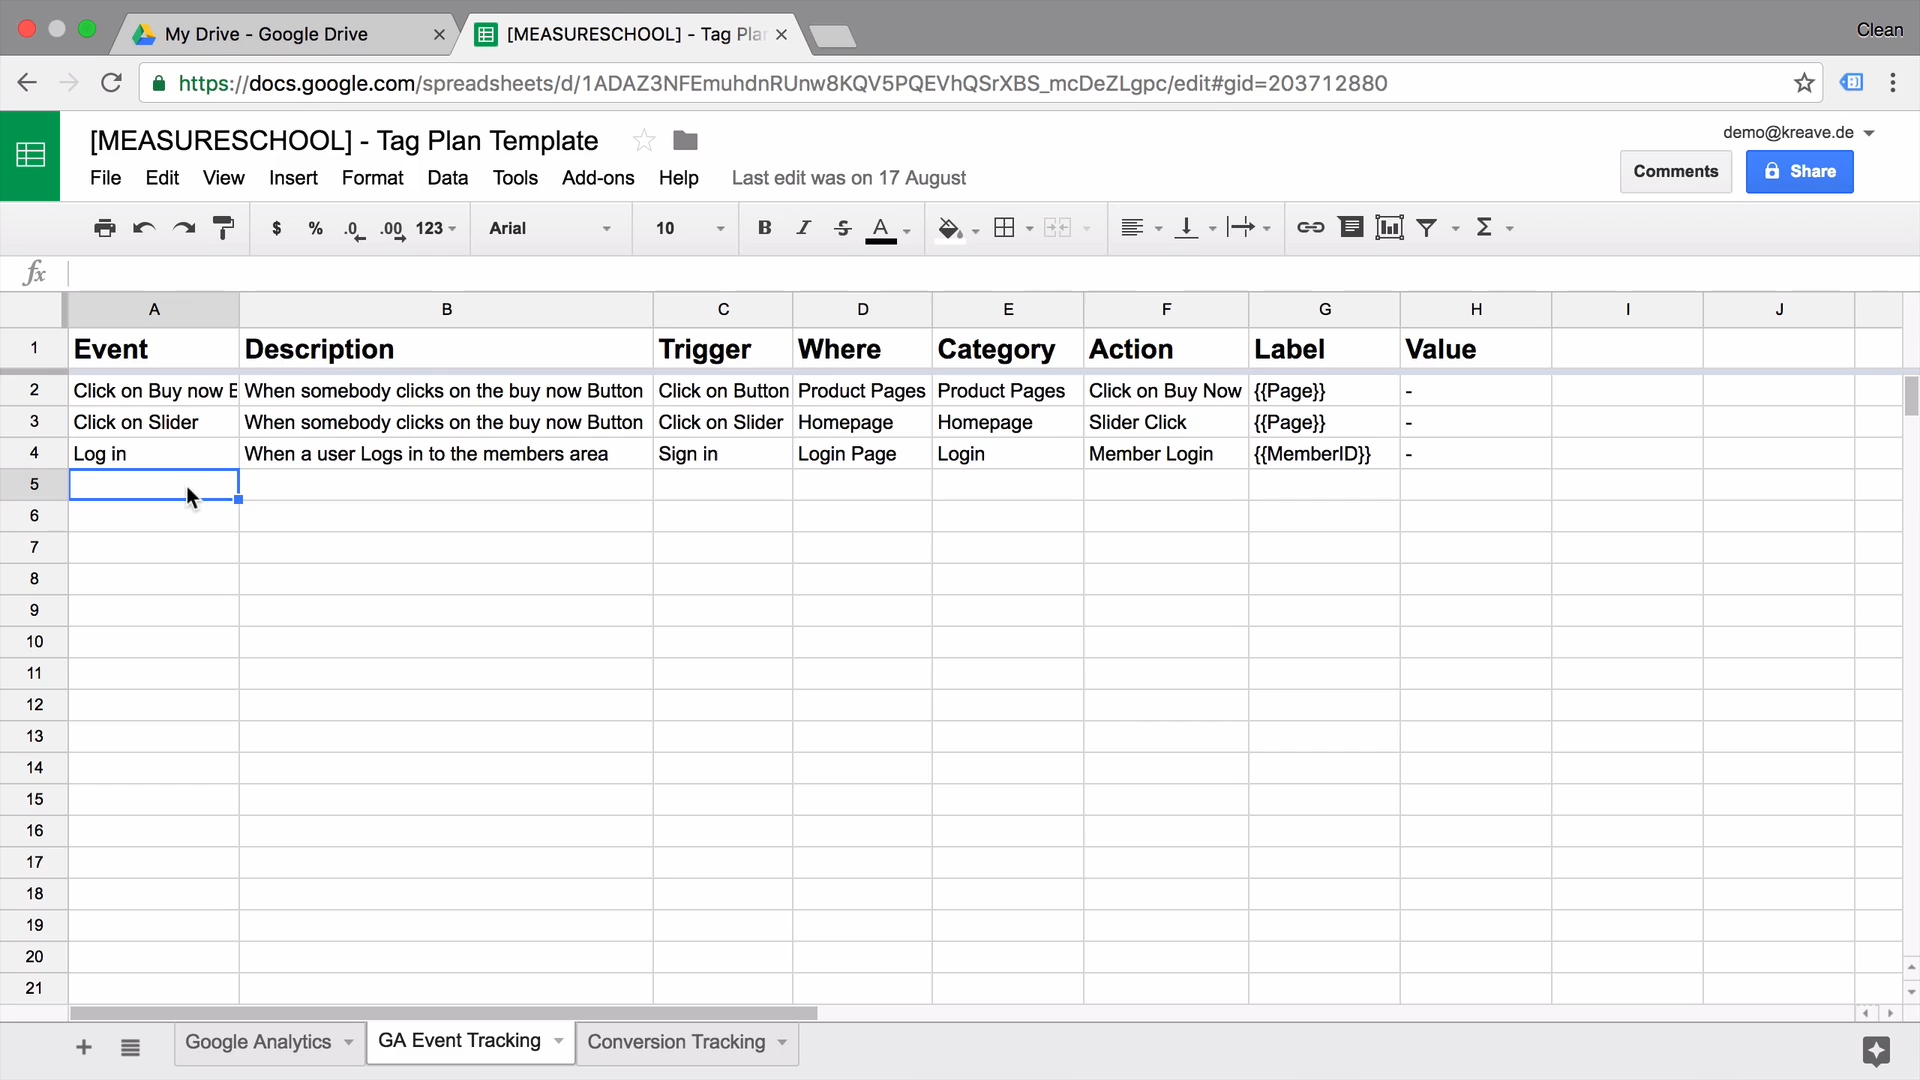 My Drive - Google Drive
[MEASURESCHOOL] - Tag Pla
Clean
https://docs.google.com/spreadsheets/d/1ADAZ3NFEmuhdnRUnw8KQV5PQEVhQSrXBS_mcDeZLgpc/edit#gid=203712880
[MEASURESCHOOL] - Tag Plan Template
demo@kreave.de
File Edit View Insert Format Data Tools Add-ons Help Last edit was on 17 August
Comments Share
$ % .0 .00 123 Arial 10 B I S A Σ
fx
A B C D E F G H I J
1 Event Description Trigger Where Category Action Label Value
2 Click on Buy now When somebody clicks on the buy now Button Click on Button Product Pages Product Pages Click on Buy Now {{Page}} -
3 Click on Slider When somebody clicks on the buy now Button Click on Slider Homepage Homepage Slider Click {{Page}} -
4 Log in When a user Logs in to the members area Sign in Login Page Login Member Login {{MemberID}} -
5
6
7
8
9
10
11
12
13
14
15
16
17
18
19
20
21
Google Analytics GA Event Tracking Conversion Tracking